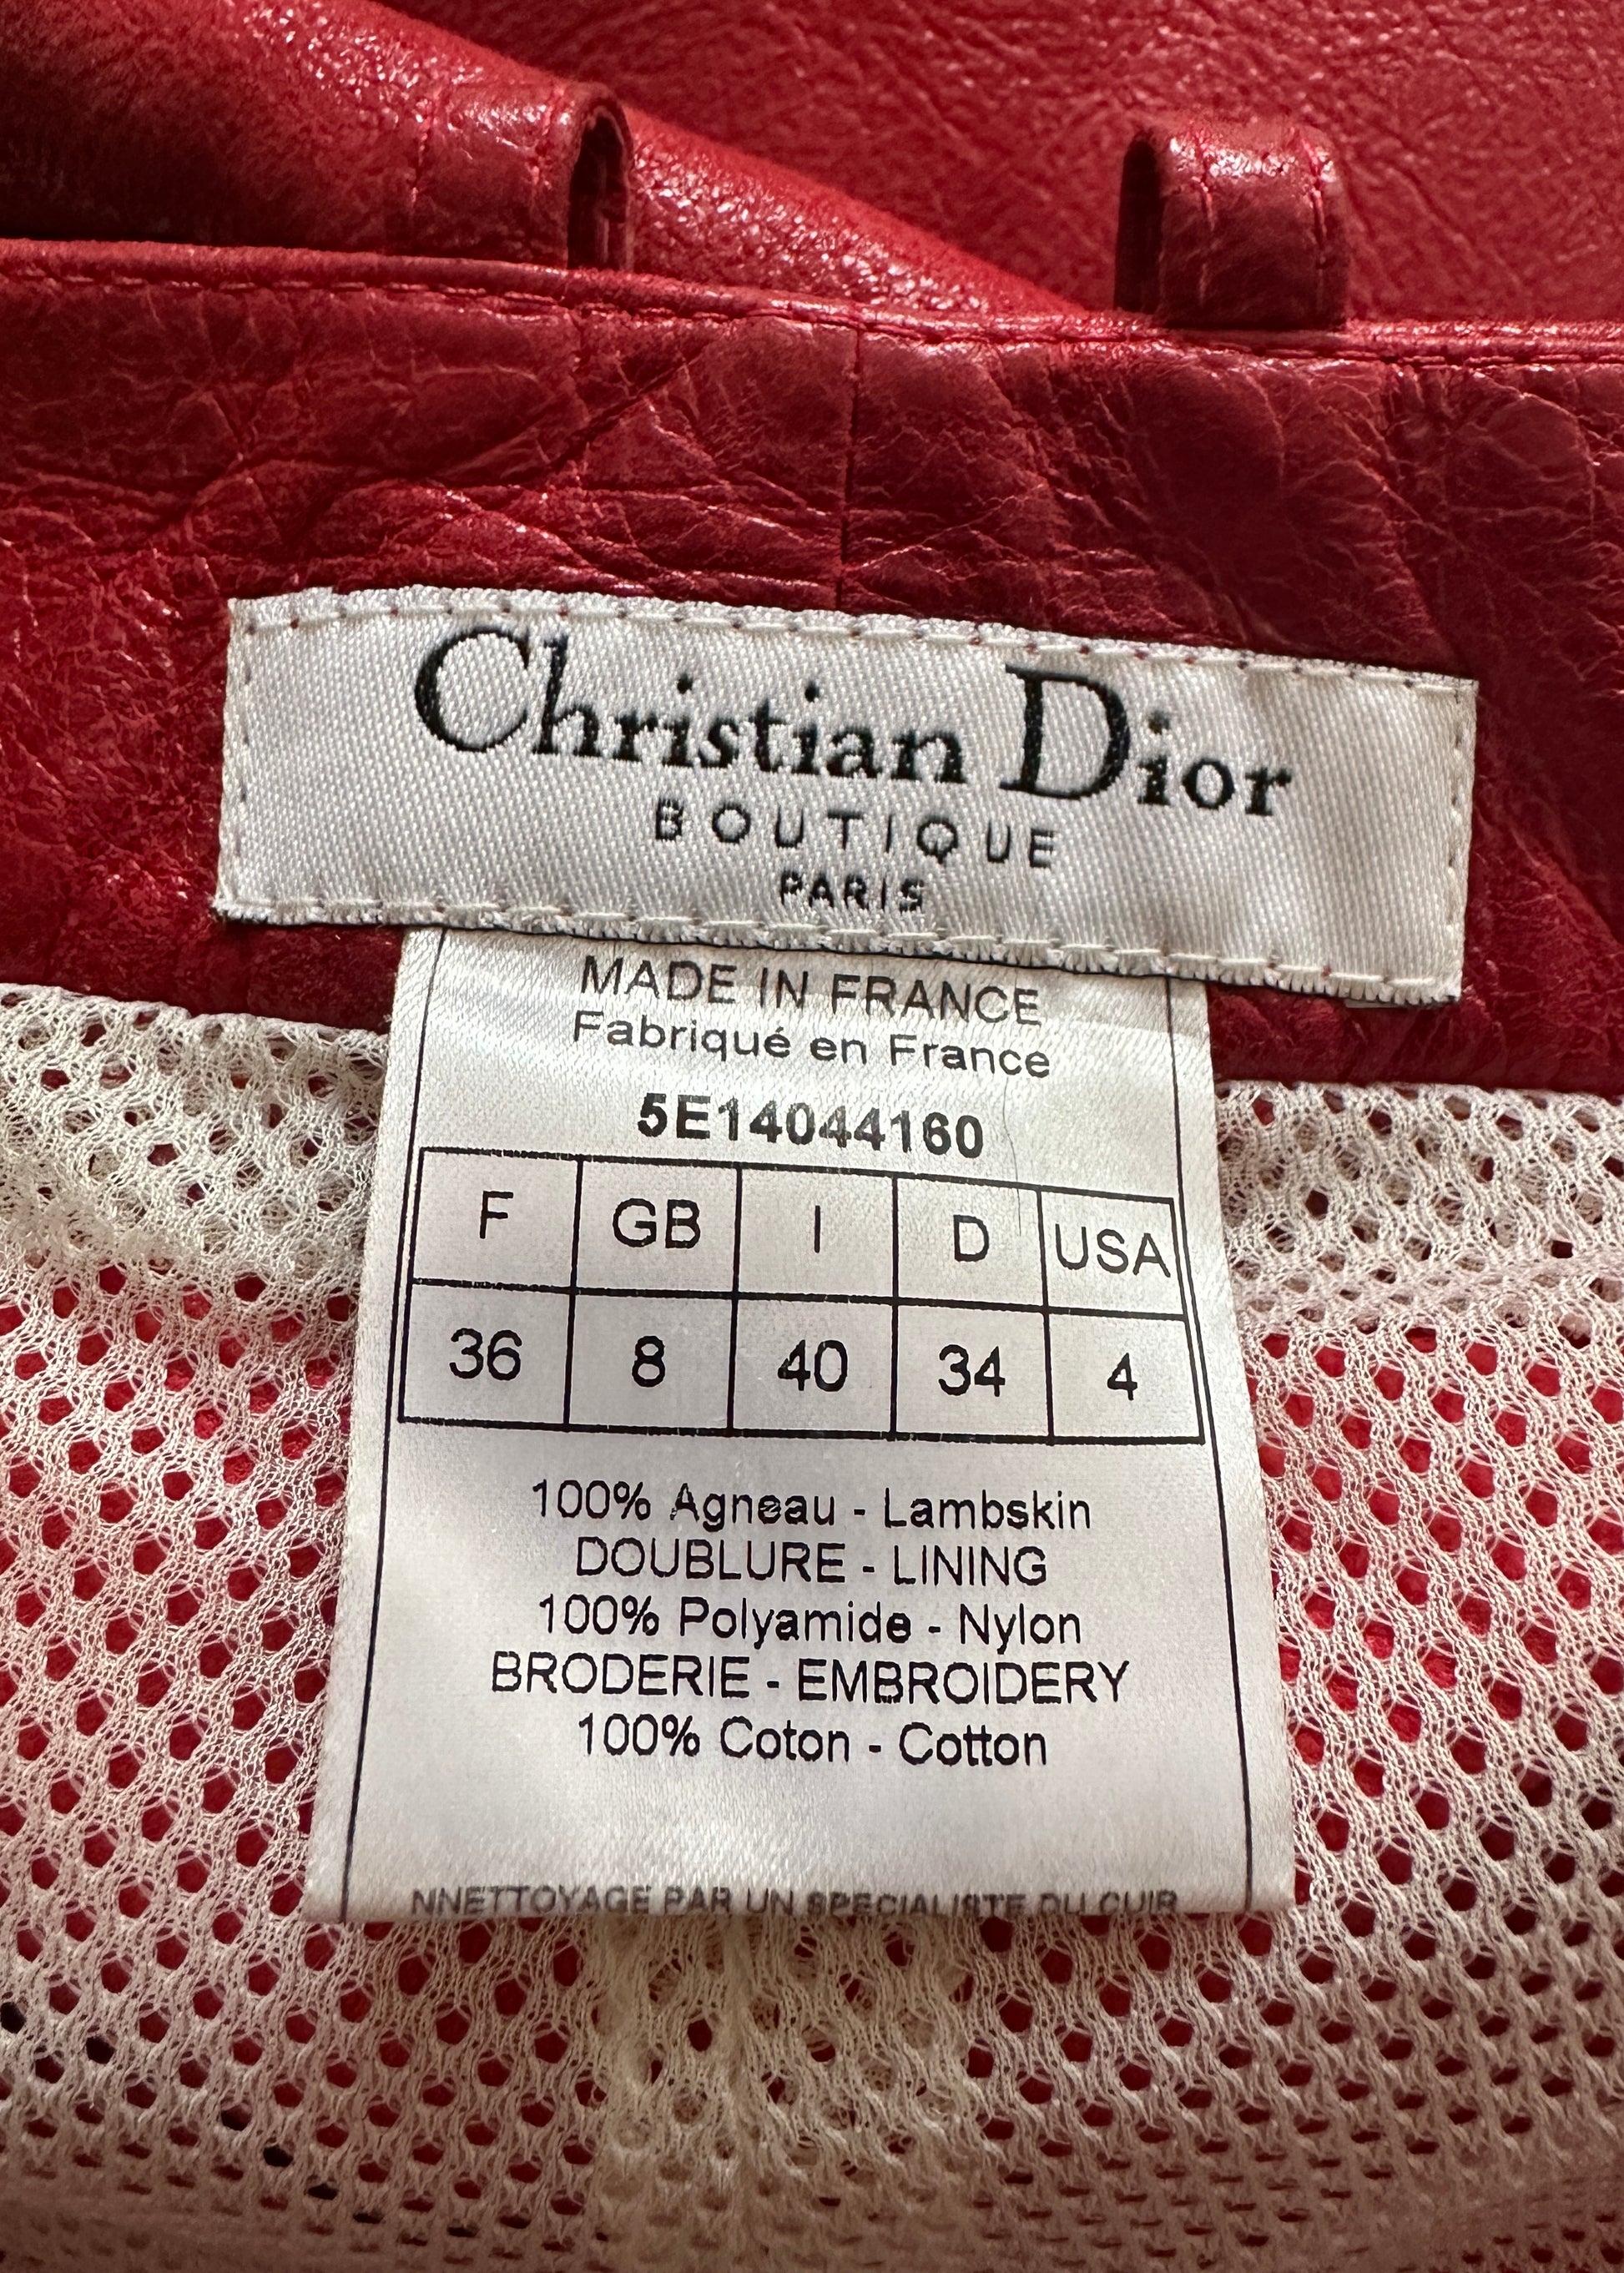 Christian Dior
BOUTIQUE
PARIS
MADE IN FRANCE
Fabriqué en France
5E14044160
F GB I D USA
36 8 40 34 4
100% Agneau - Lambskin
DOUBLURE - LINING
100% Polyamide - Nylon
BRODERIE - EMBROIDERY
100% Coton - Cotton
NNETTOYAGE PAR UN SPECIALISTE DU CUIR